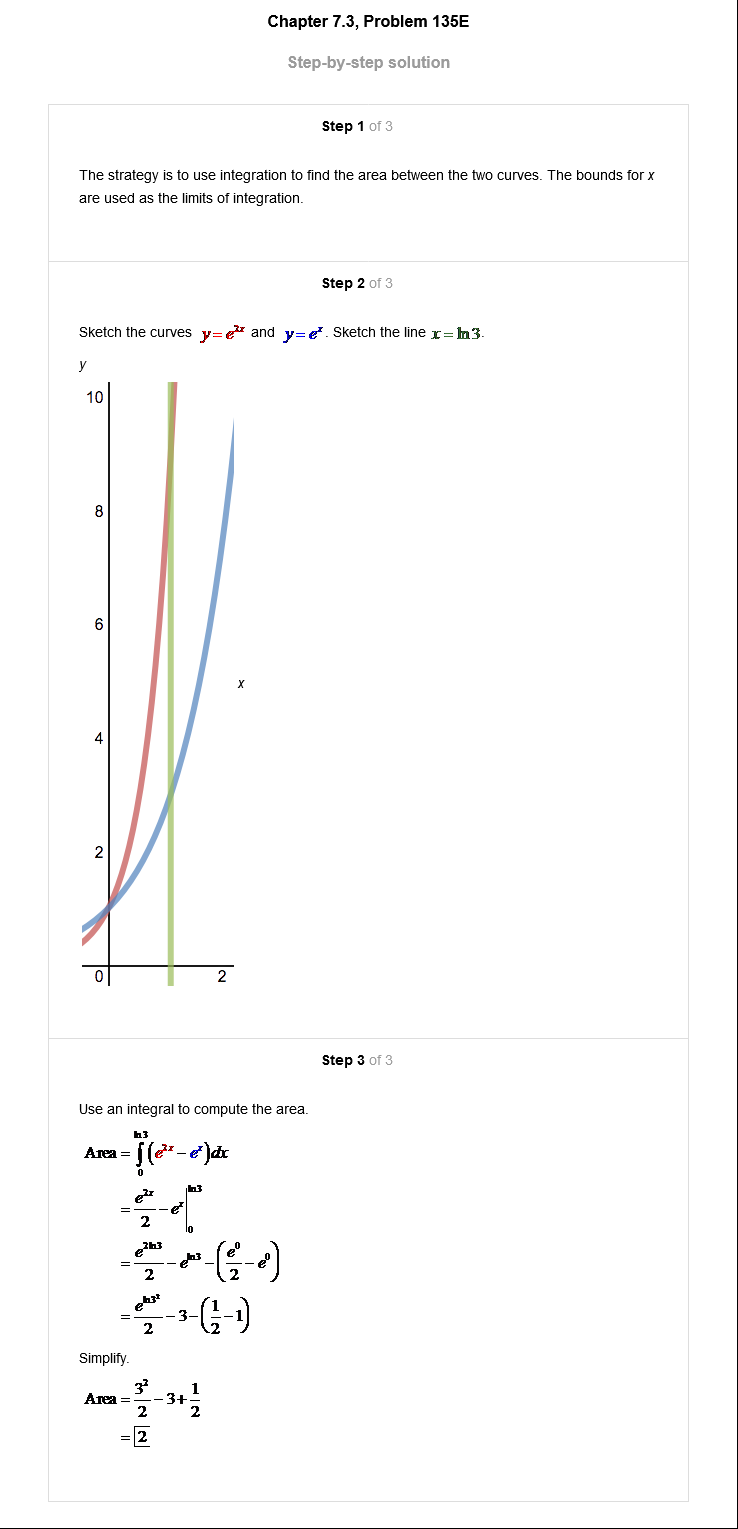 Chapter 7.3, Problem 135E
Step-by-step solution
Step 1 of 3
The strategy is to use integration to find the area between the two curves. The bounds for x
are used as the limits of integration.
Step 2 of 3
Sketch the curves y = e^{2x} and y = e^x. Sketch the line x = ln3.
y
10
8
6
4
2
0
2
x
Step 3 of 3
Use an integral to compute the area.
Area = ∫_0^{ln3} (e^{2x} − e^x) dx
= e^{2x}/2 − e^x |_0^{ln3}
= e^{2ln3}/2 − e^{ln3} − (e^0/2 − e^0)
= e^{ln3^2}/2 − 3 − (1/2 − 1)
Simplify.
Area = 3^2/2 − 3 + 1/2
= 2